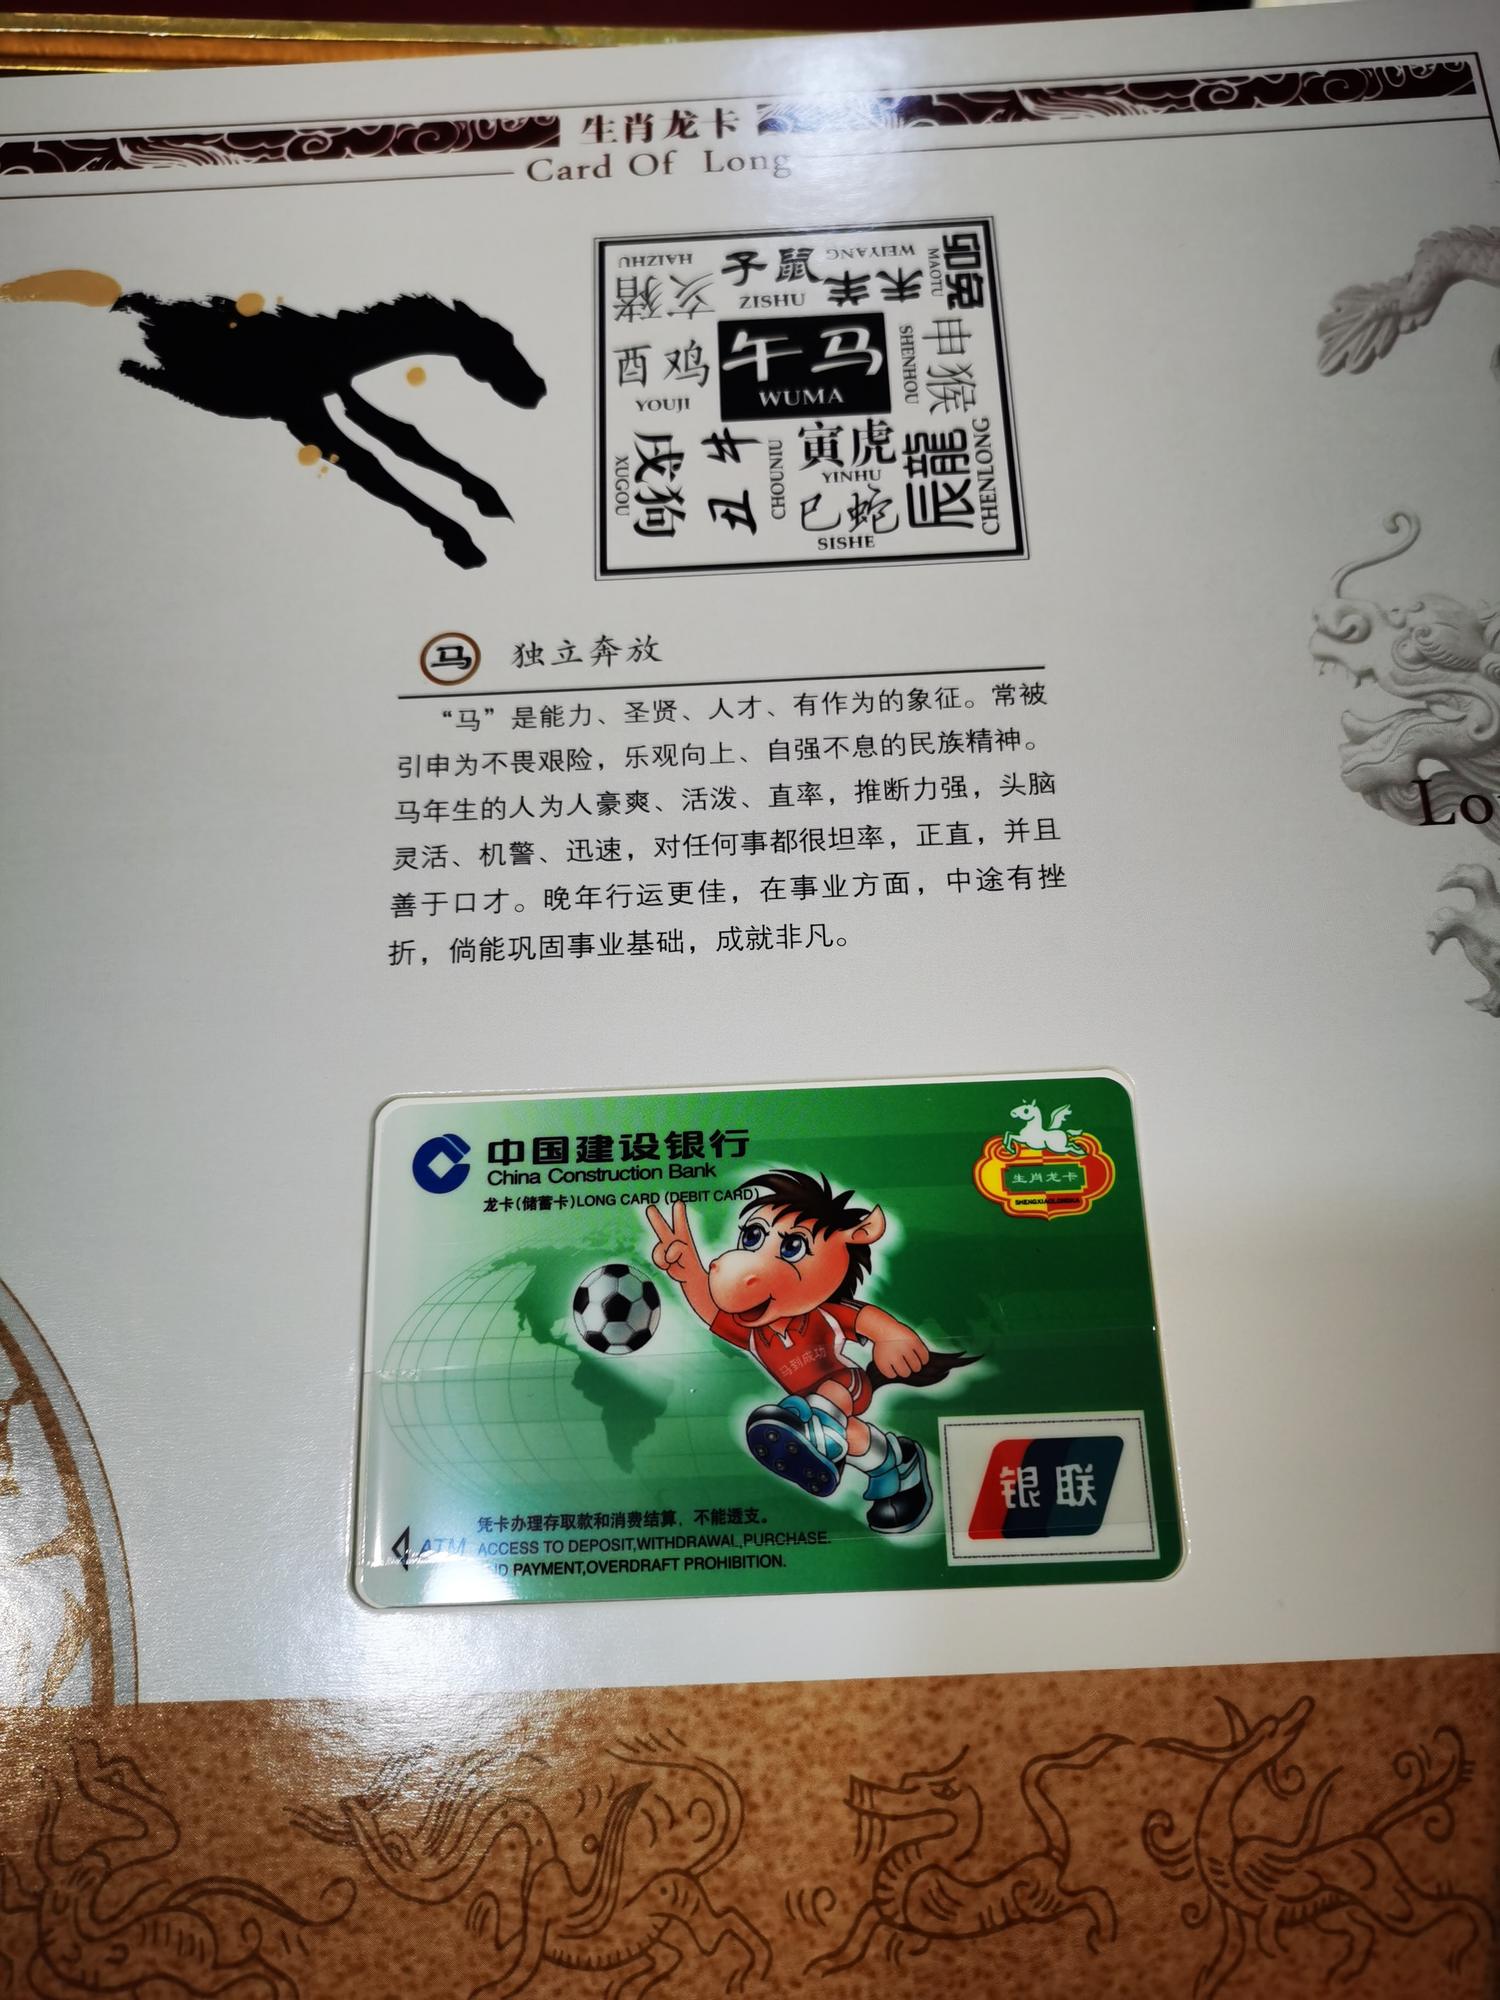 生肖龙卡
Card Of Long
HAIZHU
亥猪
子鼠
ZISHU
WEIYANG
未羊
卯兔
MAOTU
酉鸡
YOUJI
午马
WUMA
SHENHOU
申猴
戌狗
XUGOU
丑牛
CHOUNIU
寅虎
YINHU
巳蛇
SISHE
辰龍
CHENLONG
马 独立奔放
“马”是能力、圣贤、人才、有作为的象征。常被
引申为不畏艰险，乐观向上、自强不息的民族精神。
马年生的人为人豪爽、活泼、直率，推断力强，头脑
灵活、机警、迅速，对任何事都很坦率，正直，并且
善于口才。晚年行运更佳，在事业方面，中途有挫
折，倘能巩固事业基础，成就非凡。
Lo
中国建设银行
China Construction Bank
龙卡(储蓄卡)LONG CARD (DEBIT CARD)
生肖龙卡
SHENGXIAOLONGKA
马到成功
银联
凭卡办理存取款和消费结算，不能透支。
ATM ACCESS TO DEPOSIT,WITHDRAWAL,PURCHASE.
PAYMENT,OVERDRAFT PROHIBITION.